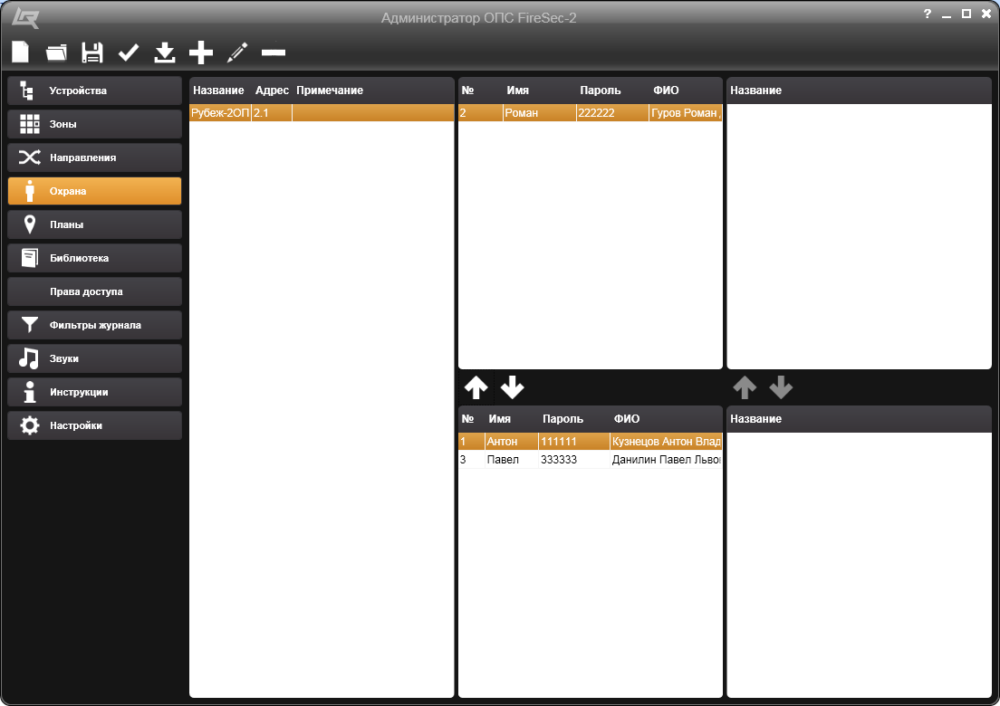 Администратор ОПС FireSec-2
?
Устройства
Зоны
Направления
Охрана
Планы
Библиотека
Права доступа
Фильтры журнала
Звуки
Инструкции
Настройки
Название Адрес Примечание
Рубеж-2ОП 2.1
№ Имя Пароль ФИО
2 Роман 222222 Гуров Роман
Название
№ Имя Пароль ФИО
1 Антон 111111 Кузнецов Антон Влад
3 Павел 333333 Данилин Павел Льво
Название